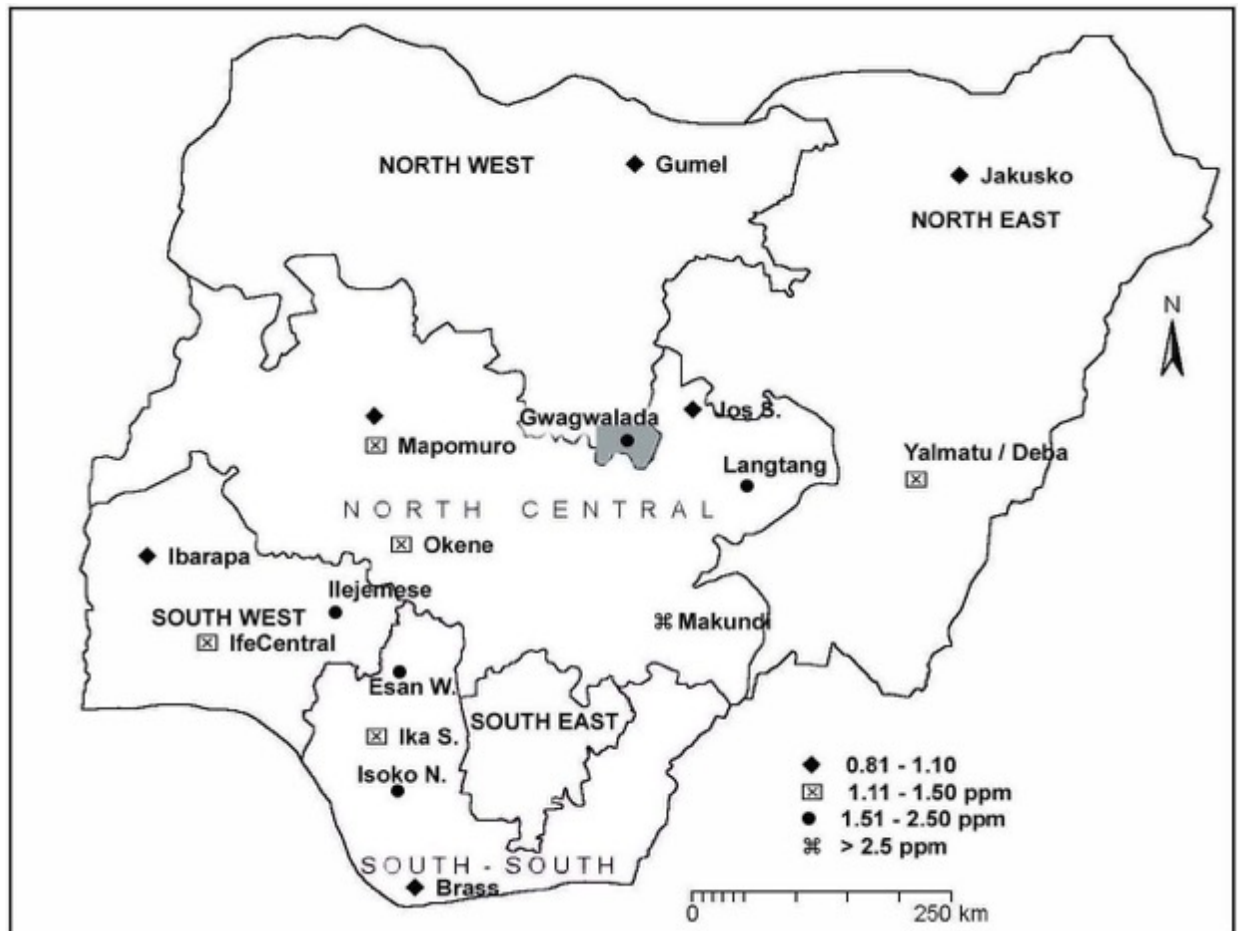 NORTH WEST
Gumel
Jakusko
NORTH EAST
N
Gwagwalada
Jos S.
Mapomuro
Langtang
Yalmatu / Deba
NORTH CENTRAL
Okene
Ibarapa
Ilejemese
SOUTH WEST
IfeCentral
Makundi
Esan W.
SOUTH EAST
Ika S.
Isoko N.
0.81 - 1.10
1.11 - 1.50 ppm
1.51 - 2.50 ppm
> 2.5 ppm
SOUTH - SOUTH
Brass
0 250 km